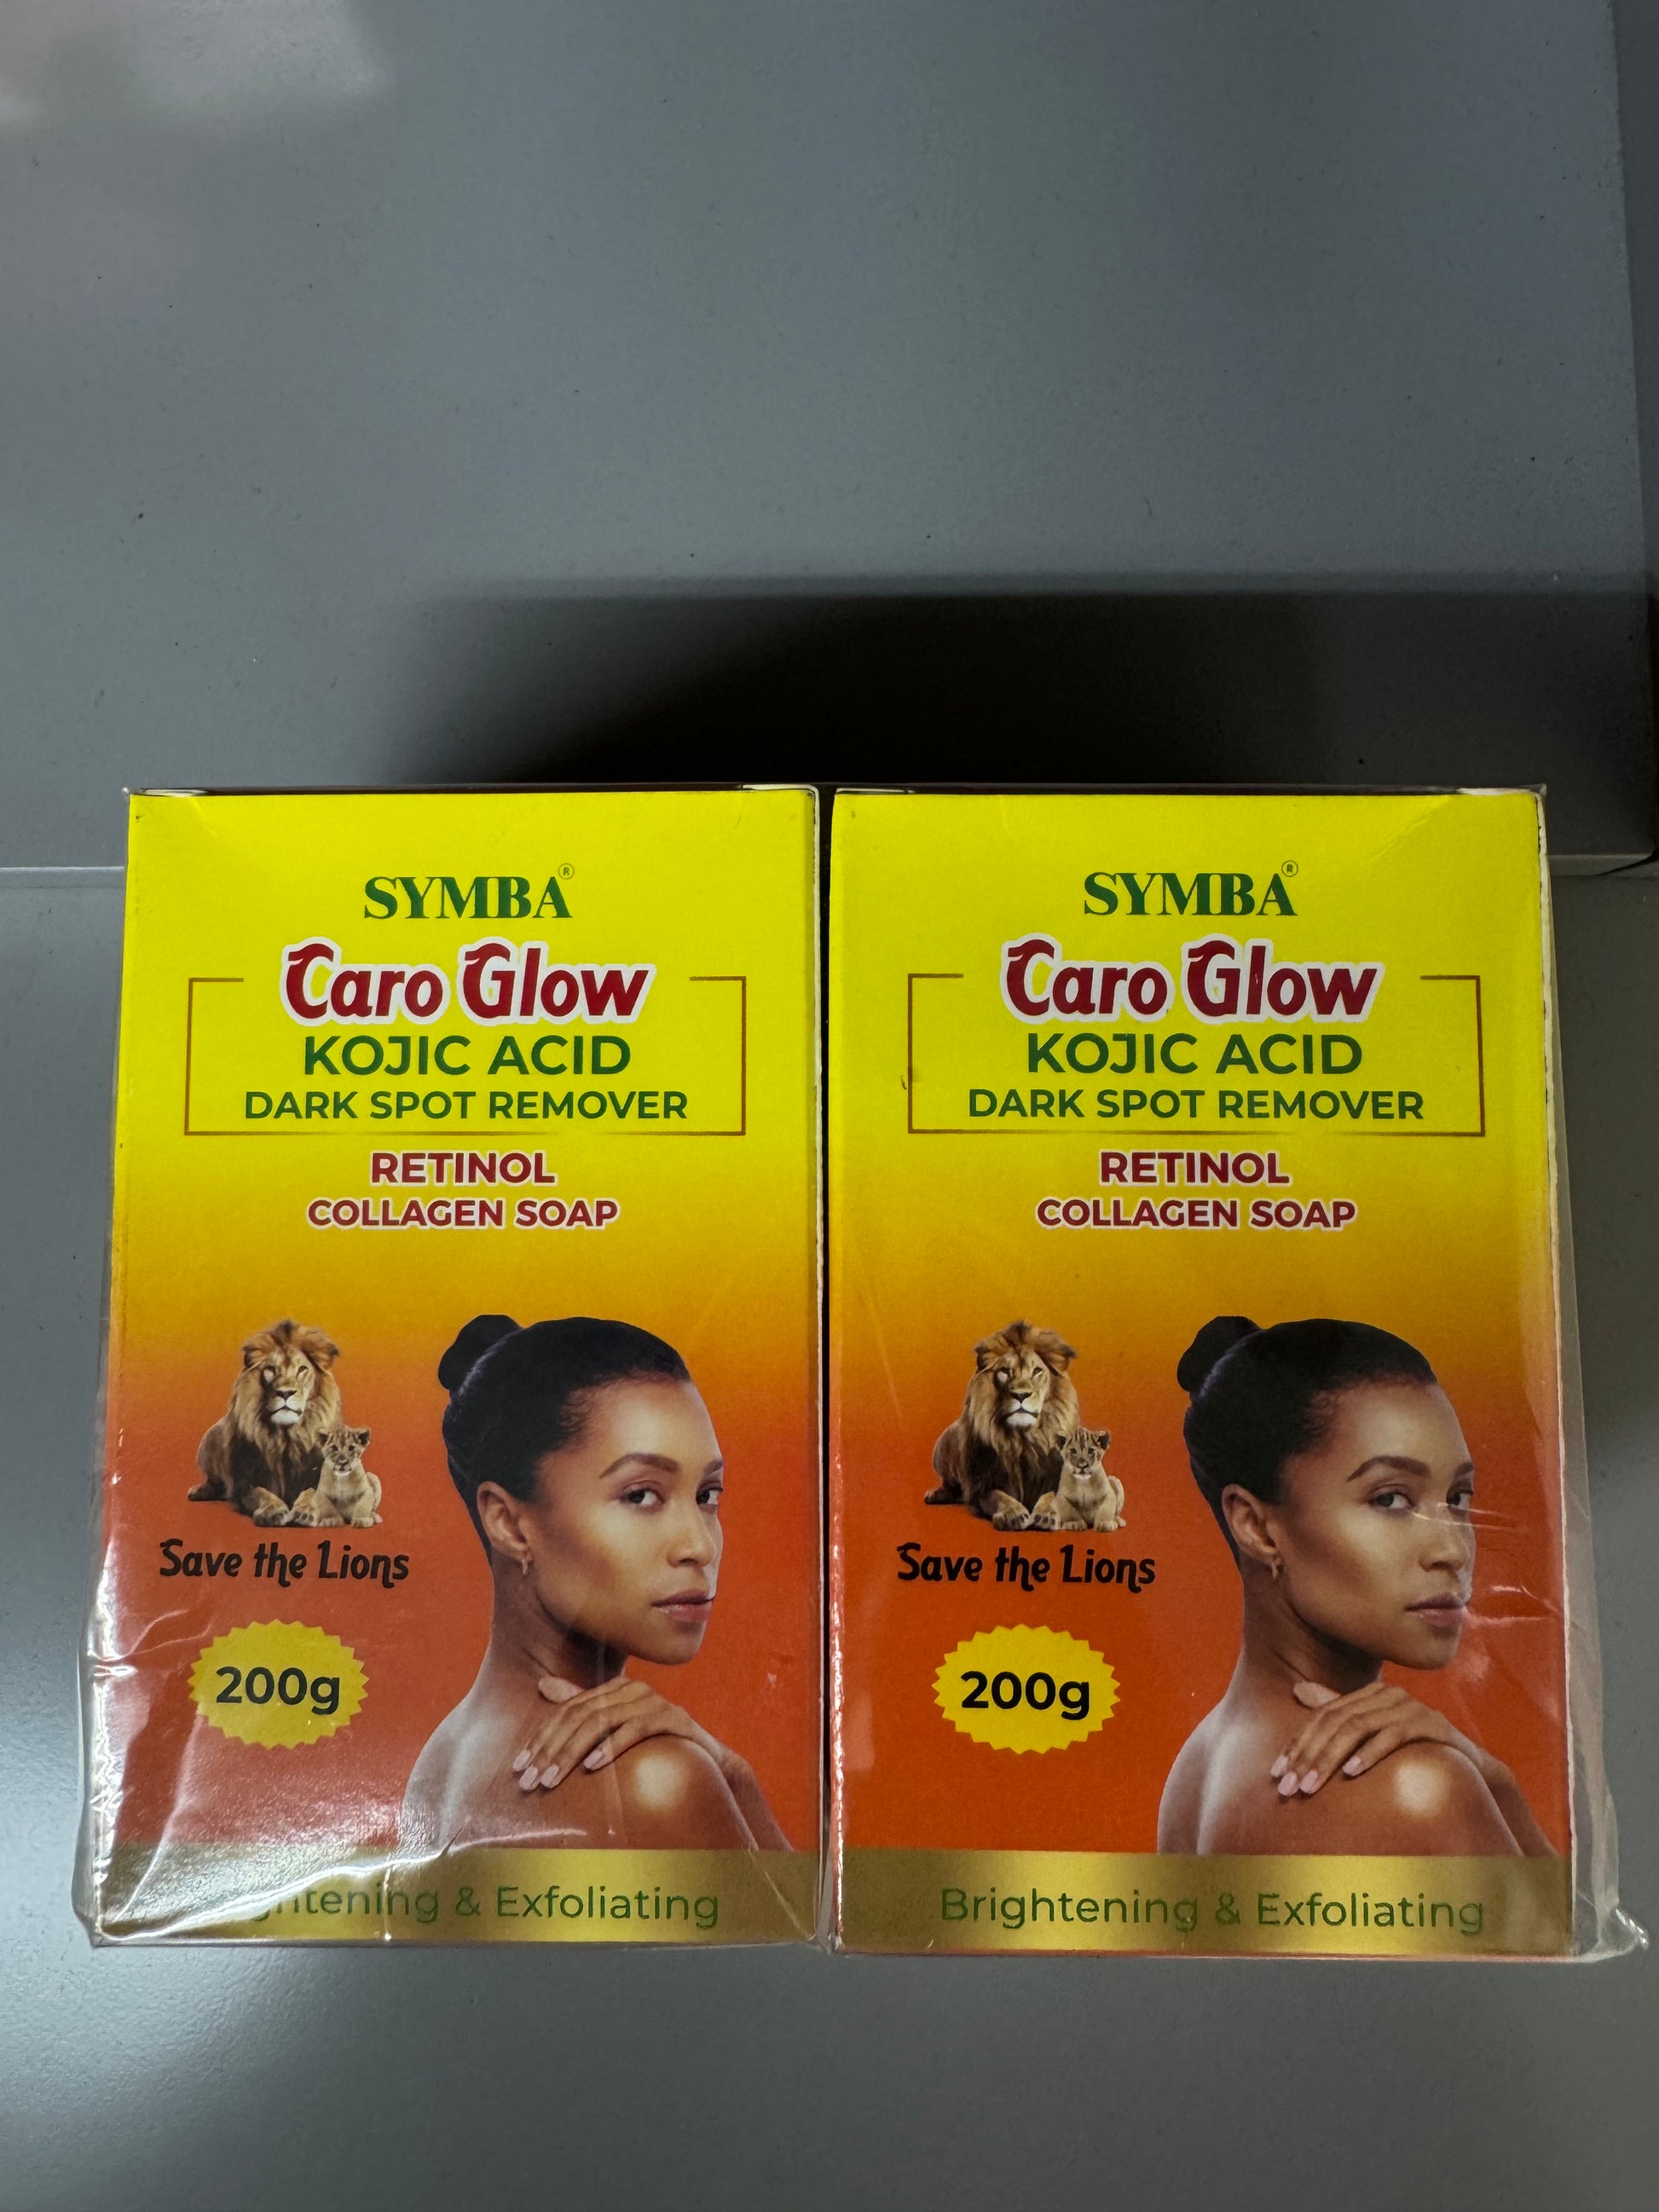 SYMBA®
Caro Glow
KOJIC ACID
DARK SPOT REMOVER
RETINOL
COLLAGEN SOAP
Save the Lions
200g
& Exfoliating
SYMBA®
Caro Glow
KOJIC ACID
DARK SPOT REMOVER
RETINOL
COLLAGEN SOAP
Save the Lions
200g
Brightening & Exfoliating